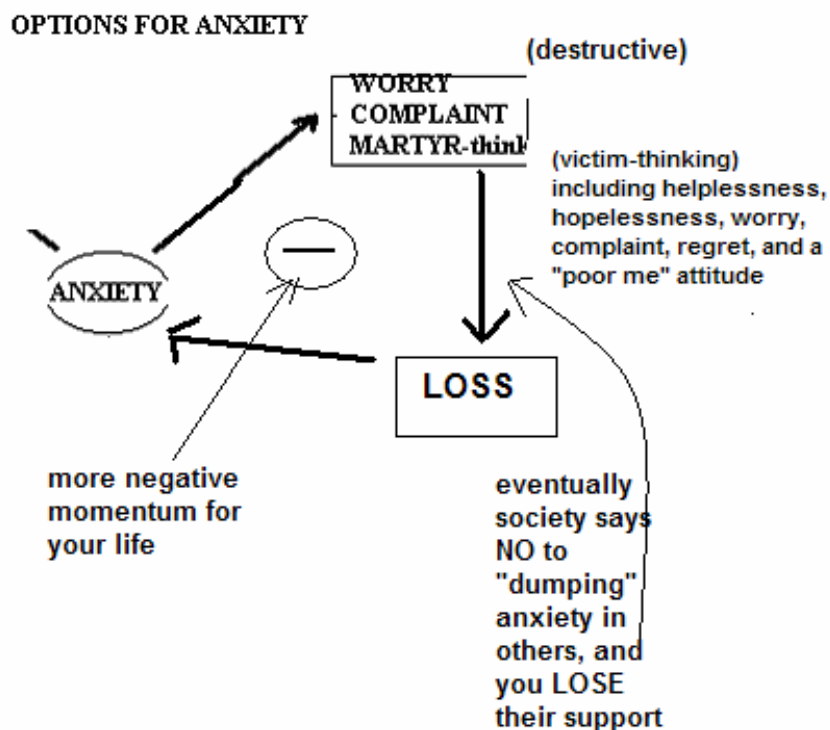 OPTIONS FOR ANXIETY
(destructive)
WORRY
COMPLAINT
MARTYR-think
(victim-thinking)
including helplessness,
hopelessness, worry,
complaint, regret, and a
"poor me" attitude
ANXIETY
LOSS
more negative
momentum for
your life
eventually
society says
NO to
"dumping"
anxiety in
others, and
you LOSE
their support